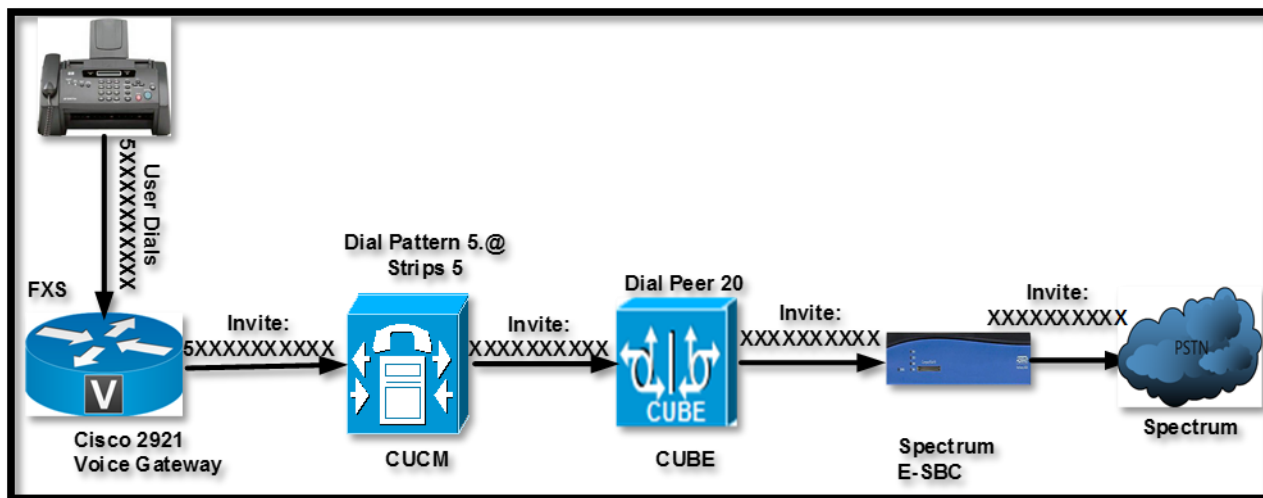 User Dials
5XXXXXXXXXX
FXS
V
Cisco 2921
Voice Gateway
Invite:
5XXXXXXXXXX
Dial Pattern 5.@
Strips 5
CUCM
Invite:
XXXXXXXXXX
Dial Peer 20
CUBE
CUBE
Invite:
XXXXXXXXXX
Spectrum
E-SBC
Invite:
XXXXXXXXXX
PSTN
Spectrum